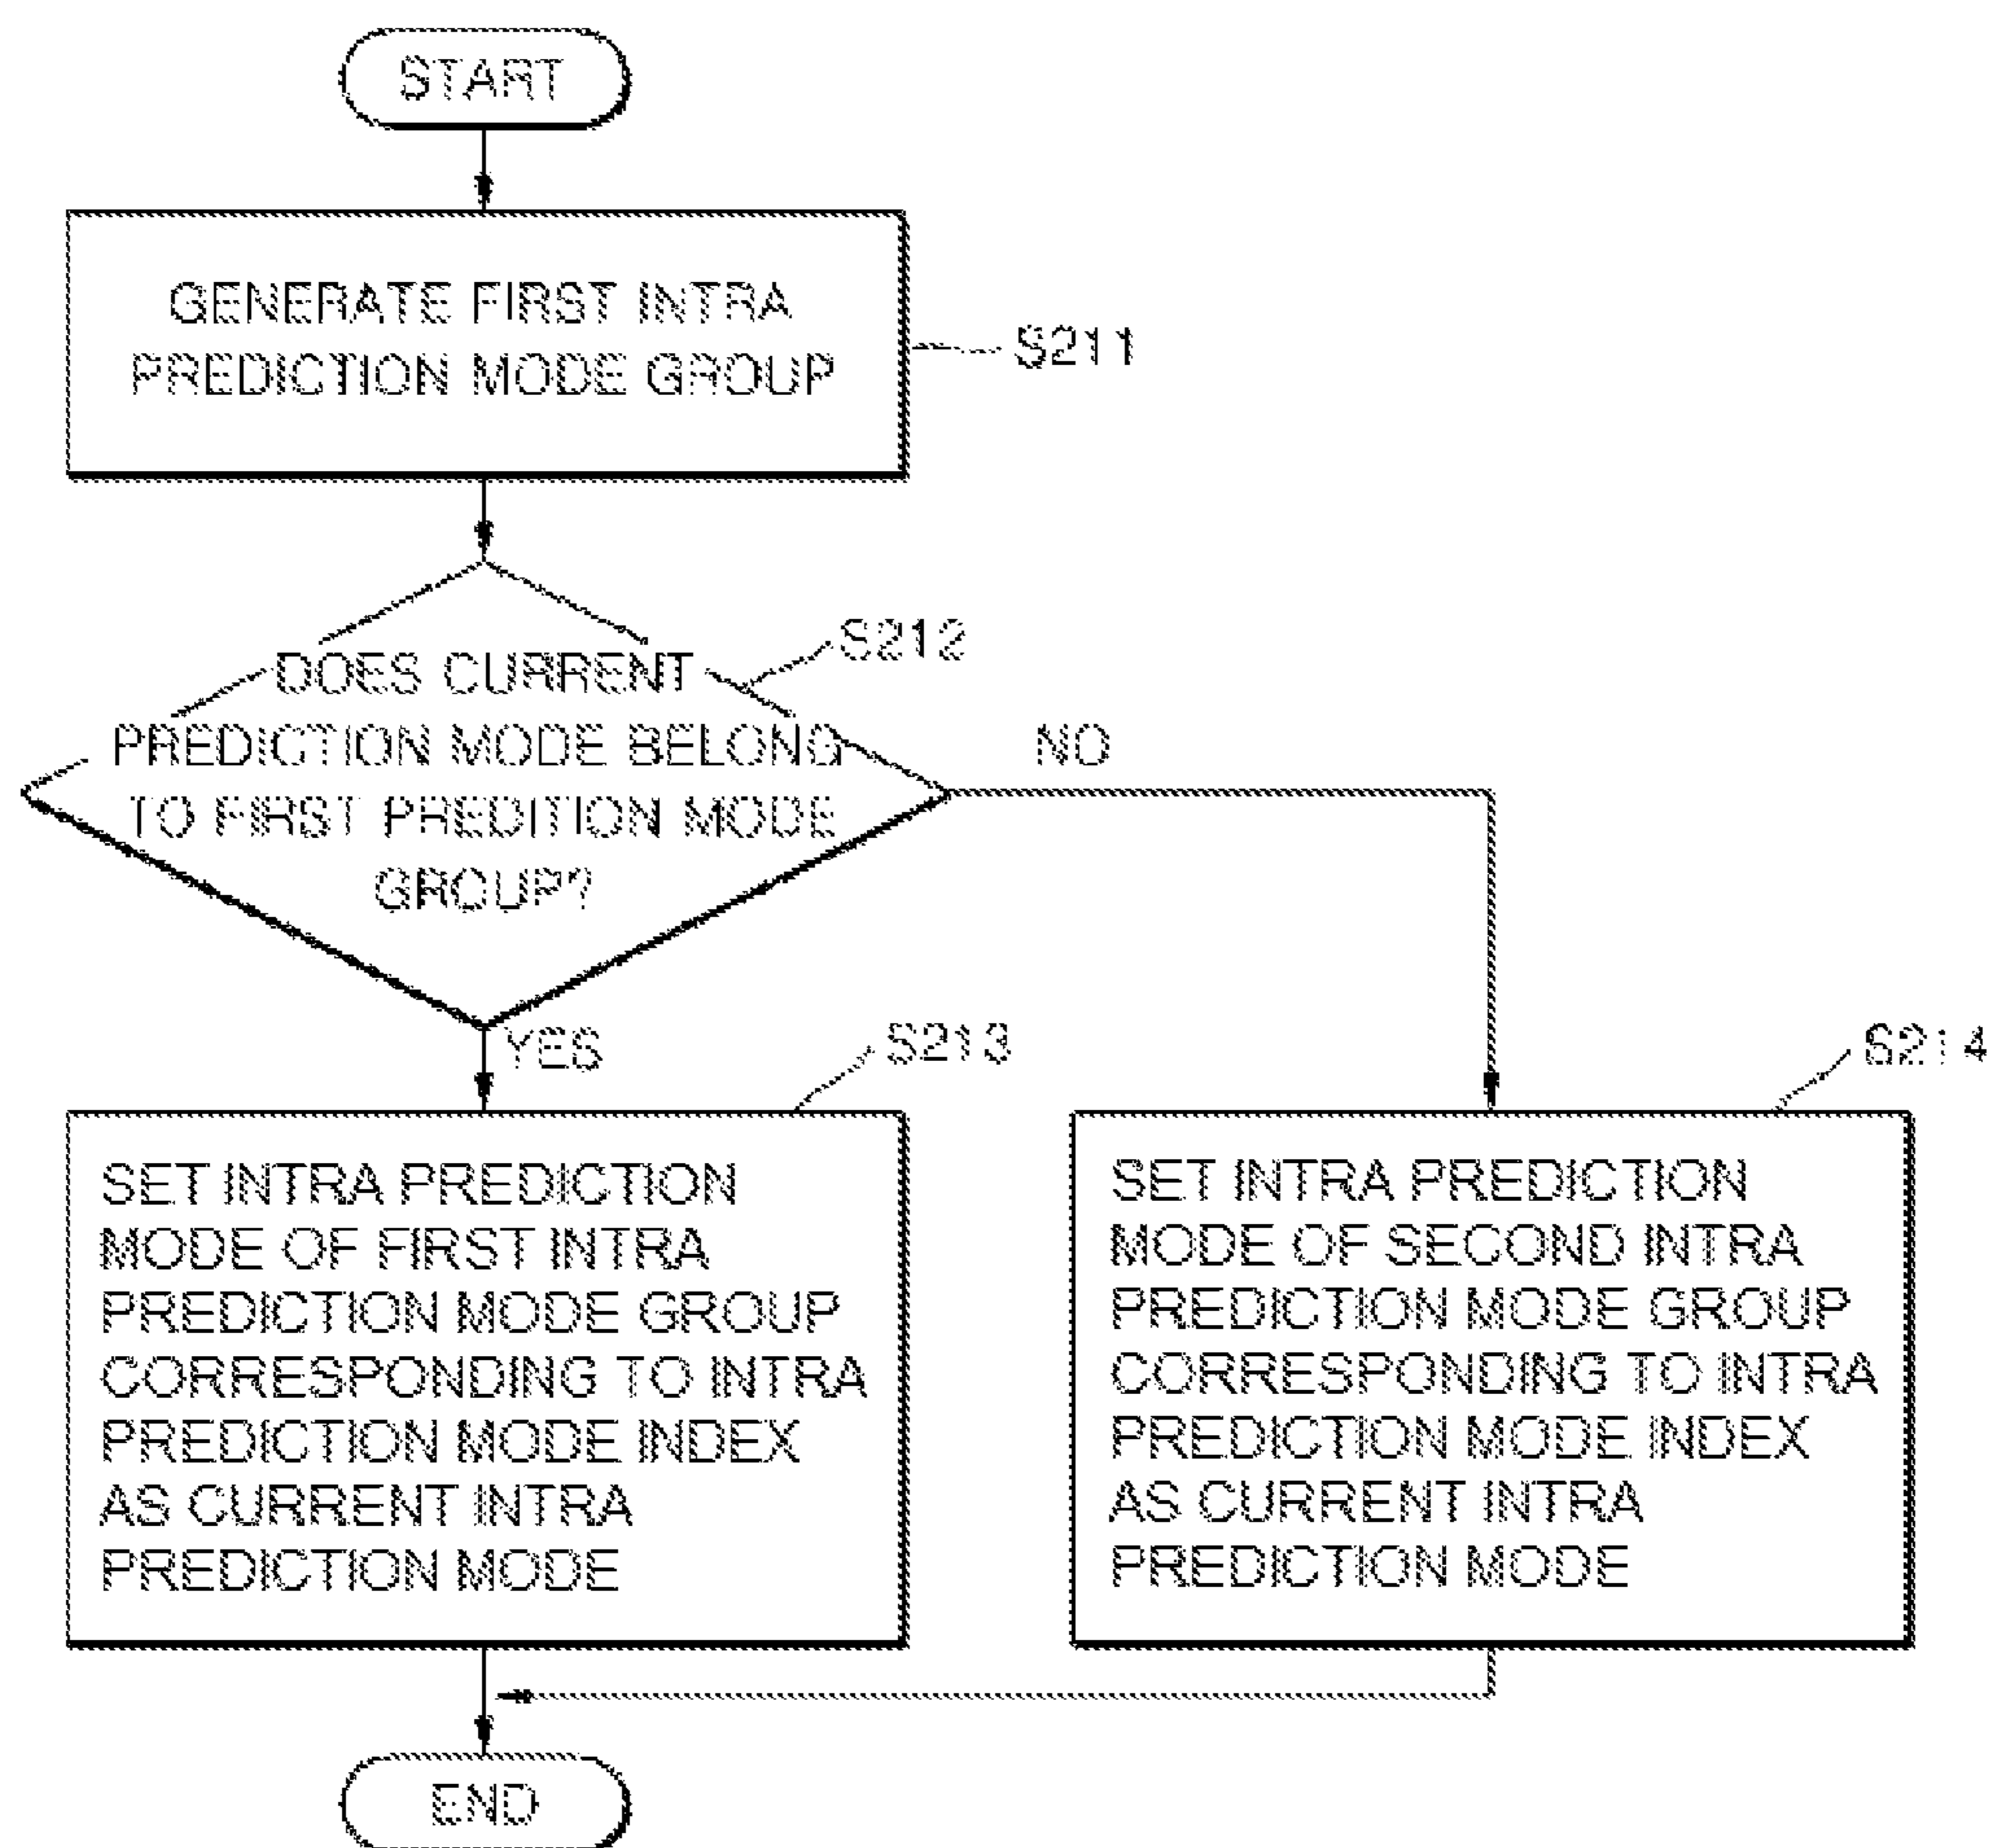 START
GENERATE FIRST INTRA
PREDICTION MODE GROUP
S211
S212
DOES CURRENT
PREDICTION MODE BELONG
TO FIRST PREDITION MODE
GROUP?
NO
YES
S213
SET INTRA PREDICTION
MODE OF FIRST INTRA
PREDICTION MODE GROUP
CORRESPONDING TO INTRA
PREDICTION MODE INDEX
AS CURRENT INTRA
PREDICTION MODE
S214
SET INTRA PREDICTION
MODE OF SECOND INTRA
PREDICTION MODE GROUP
CORRESPONDING TO INTRA
PREDICTION MODE INDEX
AS CURRENT INTRA
PREDICTION MODE
END